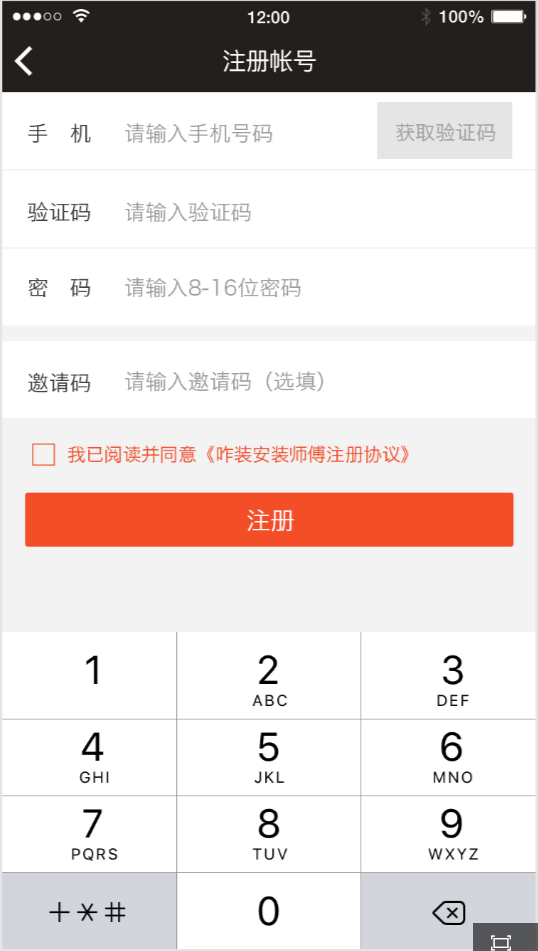 12:00 100%
注册帐号
手 机 请输入手机号码 获取验证码
验证码 请输入验证码
密 码 请输入8-16位密码
邀请码 请输入邀请码（选填）
我已阅读并同意《咋装安装师傅注册协议》
注册
1 2 3
ABC DEF
4 5 6
GHI JKL MNO
7 8 9
PQRS TUV WXYZ
+*# 0